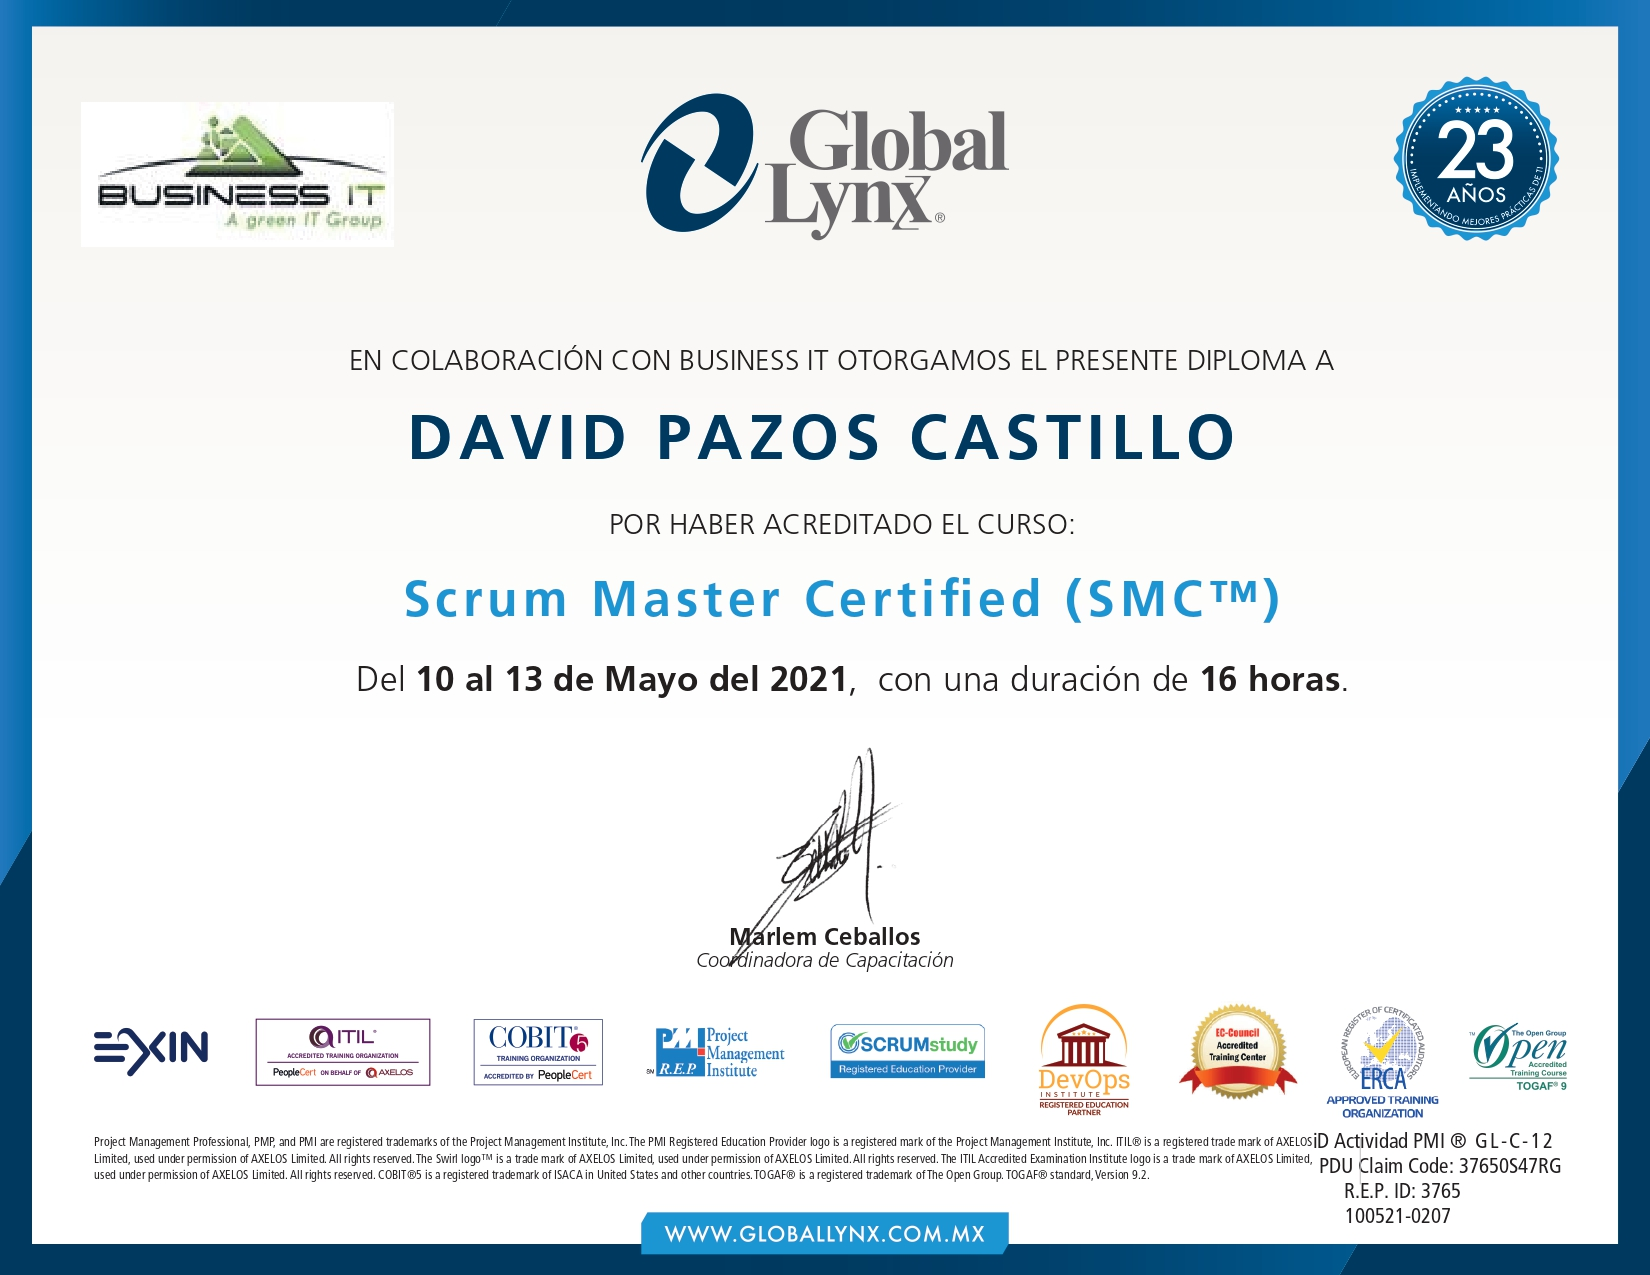 BUSINESS IT
A green IT Group
Global
Lynx®
★★★★★
23
AÑOS
IMPLEMENTANDO MEJORES PRÁCTICAS DE TI
EN COLABORACIÓN CON BUSINESS IT OTORGAMOS EL PRESENTE DIPLOMA A
DAVID PAZOS CASTILLO
POR HABER ACREDITADO EL CURSO:
Scrum Master Certified (SMC™)
Del 10 al 13 de Mayo del 2021, con una duración de 16 horas.
Marlem Ceballos
Coordinadora de Capacitación
EXIN
ITIL®
ACCREDITED TRAINING ORGANIZATION
PeopleCert ON BEHALF OF AXELOS
COBIT® 5
TRAINING ORGANIZATION
ACCREDITED BY PeopleCert
PMI Project
Management
SM R.E.P. Institute
SCRUMstudy
Registered Education Provider
DevOps
INSTITUTE
REGISTERED EDUCATION
PARTNER
EC-Council
Accredited
Training Center
EUROPEAN REGISTER OF CERTIFICATED AUDITORS
ERCA
APPROVED TRAINING
ORGANIZATION
™ The Open Group
Open
Accredited
Training Course
TOGAF® 9
Project Management Professional, PMP, and PMI are registered trademarks of the Project Management Institute, Inc. The PMI Registered Education Provider logo is a registered mark of the Project Management Institute, Inc. ITIL® is a registered trade mark of AXELOS
Limited, used under permission of AXELOS Limited. All rights reserved. The Swirl logo™ is a trade mark of AXELOS Limited, used under permission of AXELOS Limited. All rights reserved. The ITIL Accredited Examination Institute logo is a trade mark of AXELOS Limited,
used under permission of AXELOS Limited. All rights reserved. COBIT®5 is a registered trademark of ISACA in United States and other countries. TOGAF® is a registered trademark of The Open Group. TOGAF® standard, Version 9.2.
iD Actividad PMI ® GL-C-12
PDU Claim Code: 37650S47RG
R.E.P. ID: 3765
100521-0207
WWW.GLOBALLYNX.COM.MX